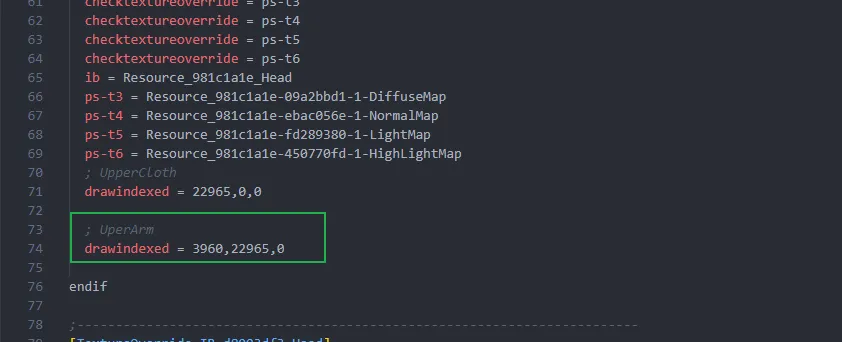 61 checktextureoverride = ps-t3
62 checktextureoverride = ps-t4
63 checktextureoverride = ps-t5
64 checktextureoverride = ps-t6
65 ib = Resource_981c1a1e_Head
66 ps-t3 = Resource_981c1a1e-09a2bbd1-1-DiffuseMap
67 ps-t4 = Resource_981c1a1e-ebac056e-1-NormalMap
68 ps-t5 = Resource_981c1a1e-fd289380-1-LightMap
69 ps-t6 = Resource_981c1a1e-450770fd-1-HighLightMap
70 ; UpperCloth
71 drawindexed = 22965,0,0
72
73 ; UperArm
74 drawindexed = 3960,22965,0
75
76 endif
77
78 ;----------------------------------------------------------------------
79